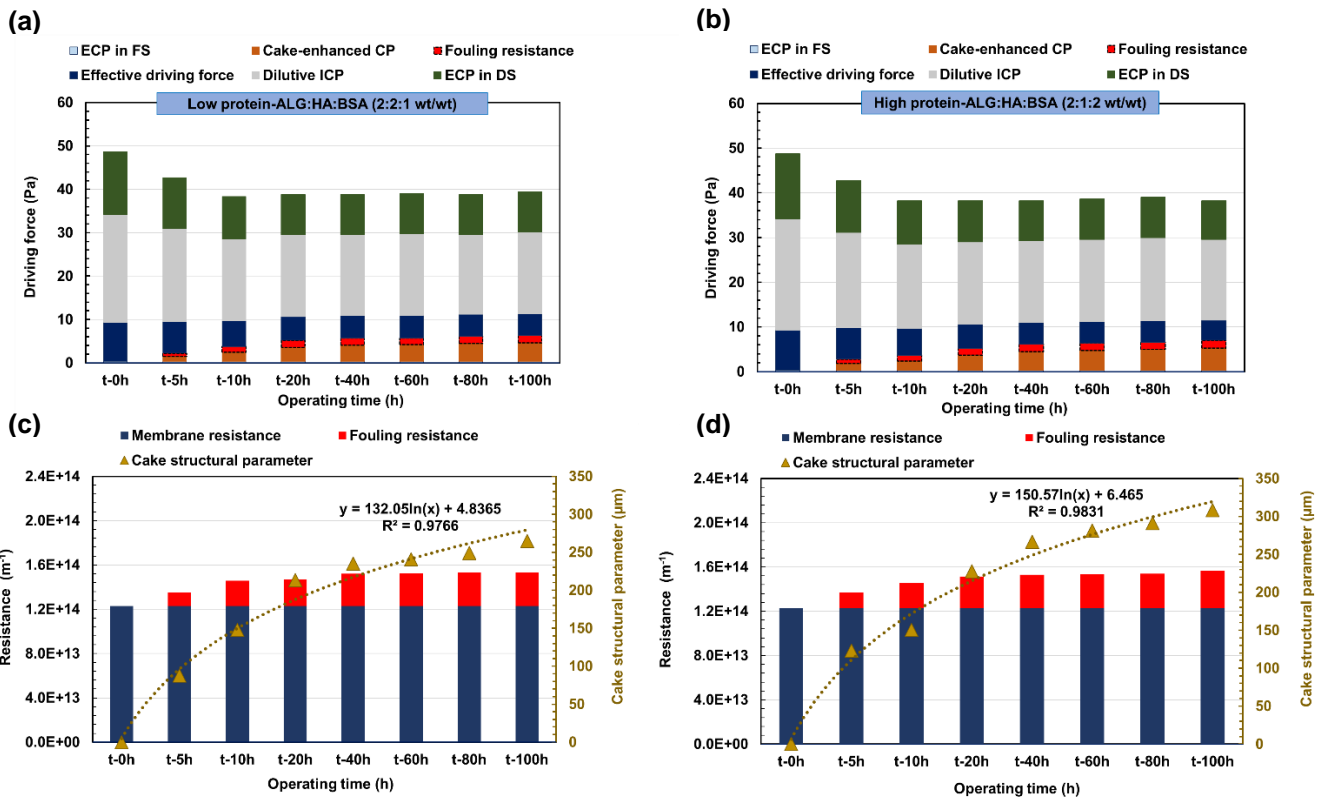 (a)
ECP in FS Cake-enhanced CP Fouling resistance
Effective driving force Dilutive ICP ECP in DS
Low protein-ALG:HA:BSA (2:2:1 wt/wt)
Driving force (Pa)
60
50
40
30
20
10
0
t-0h t-5h t-10h t-20h t-40h t-60h t-80h t-100h
Operating time (h)
(b)
ECP in FS Cake-enhanced CP Fouling resistance
Effective driving force Dilutive ICP ECP in DS
High protein-ALG:HA:BSA (2:1:2 wt/wt)
Driving force (Pa)
60
50
40
30
20
10
0
t-0h t-5h t-10h t-20h t-40h t-60h t-80h t-100h
Operating time (h)
(c)
Membrane resistance Fouling resistance
Cake structural parameter
y = 132.05ln(x) + 4.8365
R² = 0.9766
Resistance (m⁻¹)
2.4E+14
2.0E+14
1.6E+14
1.2E+14
8.0E+13
4.0E+13
0.0E+00
350
300
250
200
150
100
50
0
Cake structural parameter (µm)
t-0h t-5h t-10h t-20h t-40h t-60h t-80h t-100h
Operating time (h)
(d)
Membrane resistance Fouling resistance
Cake structural parameter
y = 150.57ln(x) + 6.465
R² = 0.9831
Resistance (m⁻¹)
2.4E+14
2.0E+14
1.6E+14
1.2E+14
8.0E+13
4.0E+13
0.0E+00
350
300
250
200
150
100
50
0
Cake structural parameter (µm)
t-0h t-5h t-10h t-20h t-40h t-60h t-80h t-100h
Operating time (h)